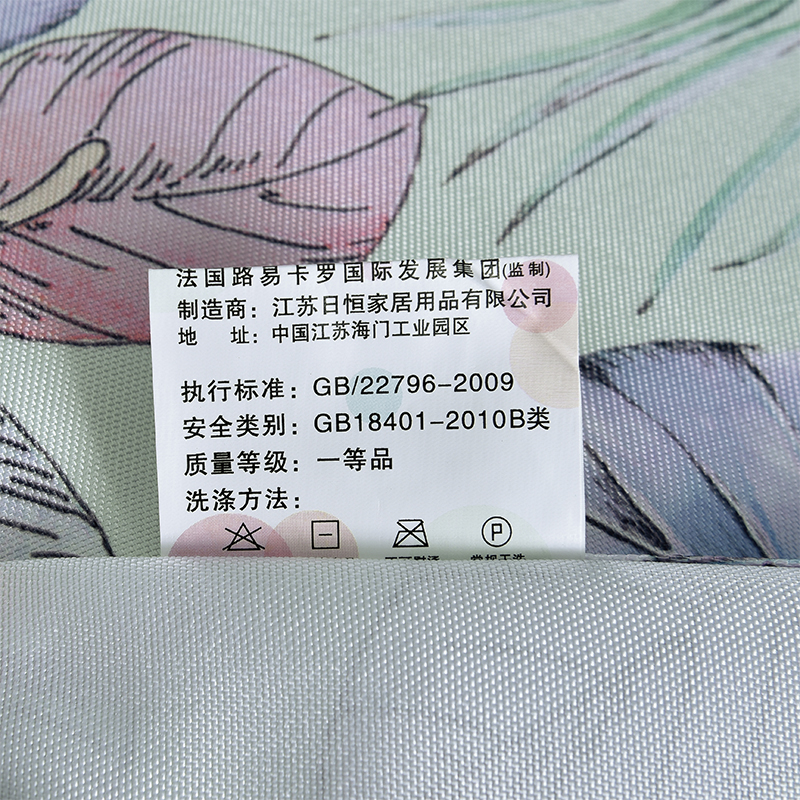 法国路易卡罗国际发展集团(监制)
制造商：江苏日恒家居用品有限公司
地 址：中国江苏海门工业园区
执行标准：GB/22796-2009
安全类别：GB18401-2010B类
质量等级：一等品
洗涤方法：
P